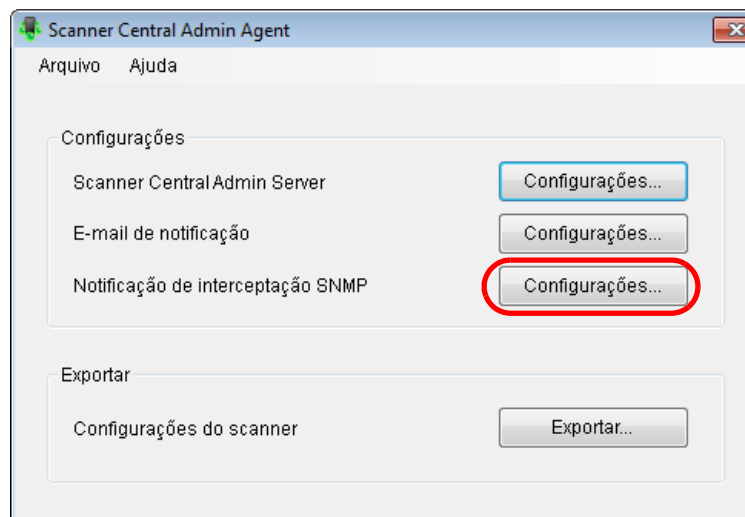 Scanner Central Admin Agent
Arquivo Ajuda
Configurações
Scanner Central Admin Server Configurações...
E-mail de notificação Configurações...
Notificação de interceptação SNMP Configurações...
Exportar
Configurações do scanner Exportar...